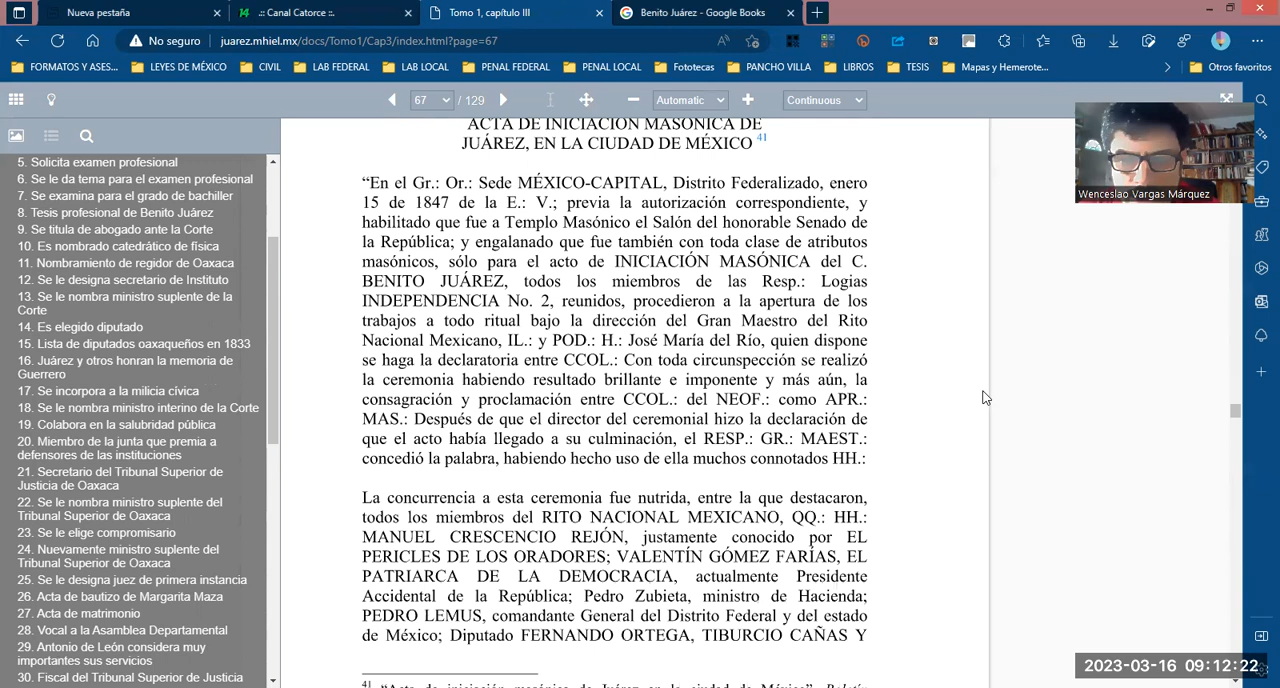 Nueva pestaña
.:: Canal Catorce ::.
Tomo 1, capítulo III
Benito Juárez - Google Books
No seguro
juarez.mhiel.mx/docs/Tomo1/Cap3/index.html?page=67
FORMATOS Y ASES...
LEYES DE MÉXICO
CIVIL
LAB FEDERAL
LAB LOCAL
PENAL FEDERAL
PENAL LOCAL
Fototecas
PANCHO VILLA
LIBROS
TESIS
Mapas y Hemerote...
Otros favoritos
67 / 129
Automatic
Continuous
5. Solicita examen profesional
6. Se le da tema para el examen profesional
7. Se examina para el grado de bachiller
8. Tesis profesional de Benito Juárez
9. Se titula de abogado ante la Corte
10. Es nombrado catedrático de física
11. Nombramiento de regidor de Oaxaca
12. Se le designa secretario de Instituto
13. Se le nombra ministro suplente de la
Corte
14. Es elegido diputado
15. Lista de diputados oaxaqueños en 1833
16. Juárez y otros honran la memoria de
Guerrero
17. Se incorpora a la milicia cívica
18. Se le nombra ministro interino de la Corte
19. Colabora en la salubridad pública
20. Miembro de la junta que premia a
defensores de las instituciones
21. Secretario del Tribunal Superior de
Justicia de Oaxaca
22. Se le nombra ministro suplente del
Tribunal Superior de Oaxaca
23. Se le elige compromisario
24. Nuevamente ministro suplente del
Tribunal Superior de Oaxaca
25. Se le designa juez de primera instancia
26. Acta de bautizo de Margarita Maza
27. Acta de matrimonio
28. Vocal a la Asamblea Departamental
29. Antonio de León considera muy
importantes sus servicios
30. Fiscal del Tribunal Superior de Justicia
ACTA DE INICIACIÓN MASÓNICA DE
JUÁREZ, EN LA CIUDAD DE MÉXICO 41
“En el Gr.: Or.: Sede MÉXICO-CAPITAL, Distrito Federalizado, enero
15 de 1847 de la E.: V.; previa la autorización correspondiente, y
habilitado que fue a Templo Masónico el Salón del honorable Senado de
la República; y engalanado que fue también con toda clase de atributos
masónicos, sólo para el acto de INICIACIÓN MASÓNICA del C.
BENITO JUÁREZ, todos los miembros de las Resp.: Logias
INDEPENDENCIA No. 2, reunidos, procedieron a la apertura de los
trabajos a todo ritual bajo la dirección del Gran Maestro del Rito
Nacional Mexicano, IL.: y POD.: H.: José María del Río, quien dispone
se haga la declaratoria entre CCOL.: Con toda circunspección se realizó
la ceremonia habiendo resultado brillante e imponente y más aún, la
consagración y proclamación entre CCOL.: del NEOF.: como APR.:
MAS.: Después de que el director del ceremonial hizo la declaración de
que el acto había llegado a su culminación, el RESP.: GR.: MAEST.:
concedió la palabra, habiendo hecho uso de ella muchos connotados HH.:
La concurrencia a esta ceremonia fue nutrida, entre la que destacaron,
todos los miembros del RITO NACIONAL MEXICANO, QQ.: HH.:
MANUEL CRESCENCIO REJÓN, justamente conocido por EL
PERICLES DE LOS ORADORES; VALENTÍN GÓMEZ FARÍAS, EL
PATRIARCA DE LA DEMOCRACIA, actualmente Presidente
Accidental de la República; Pedro Zubieta, ministro de Hacienda;
PEDRO LEMUS, comandante General del Distrito Federal y del estado
de México; Diputado FERNANDO ORTEGA, TIBURCIO CAÑAS Y
41 “Acta de iniciación masónica de Juárez en la ciudad de México”, Boletín
Wenceslao Vargas Márquez
2023-03-16 09:12:22